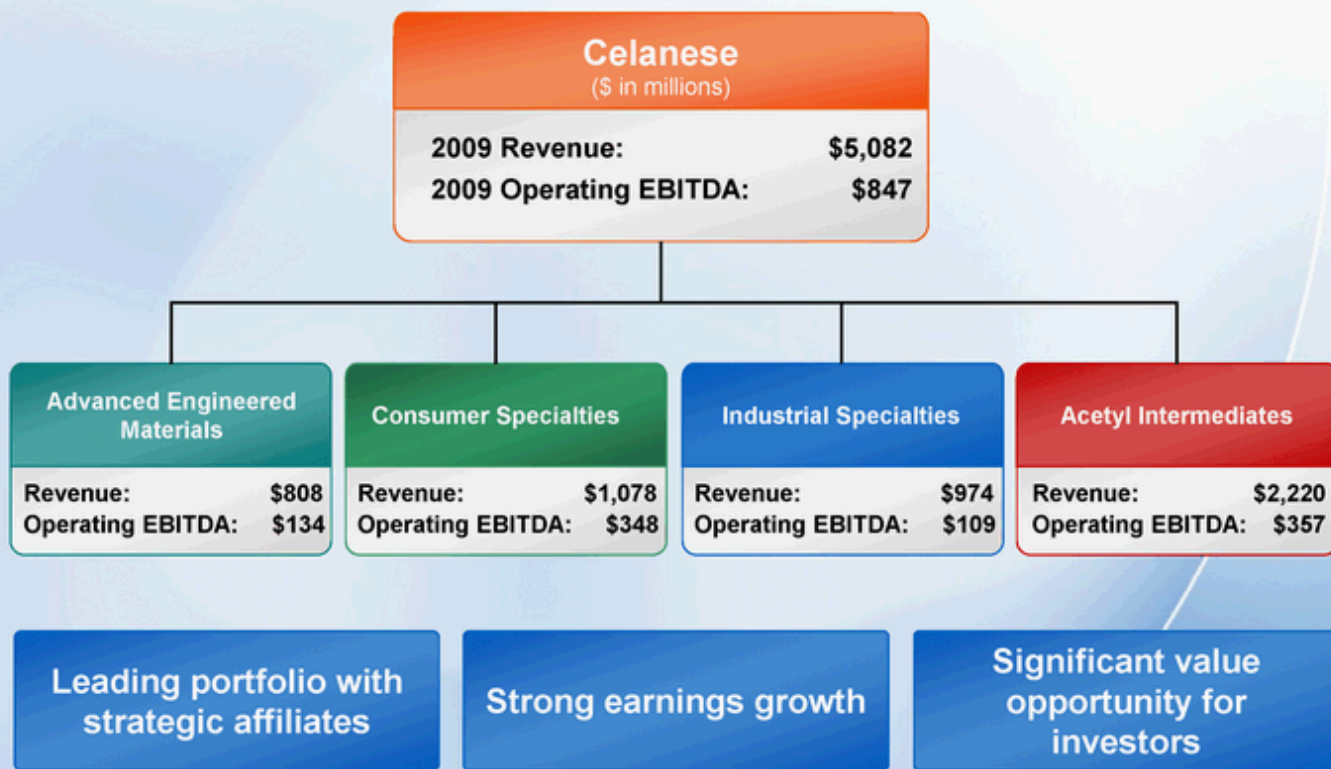 Celanese
($ in millions)
2009 Revenue: $5,082
2009 Operating EBITDA: $847
Advanced Engineered
Materials
Revenue: $808
Operating EBITDA: $134
Consumer Specialties
Revenue: $1,078
Operating EBITDA: $348
Industrial Specialties
Revenue: $974
Operating EBITDA: $109
Acetyl Intermediates
Revenue: $2,220
Operating EBITDA: $357
Leading portfolio with
strategic affiliates
Strong earnings growth
Significant value
opportunity for
investors